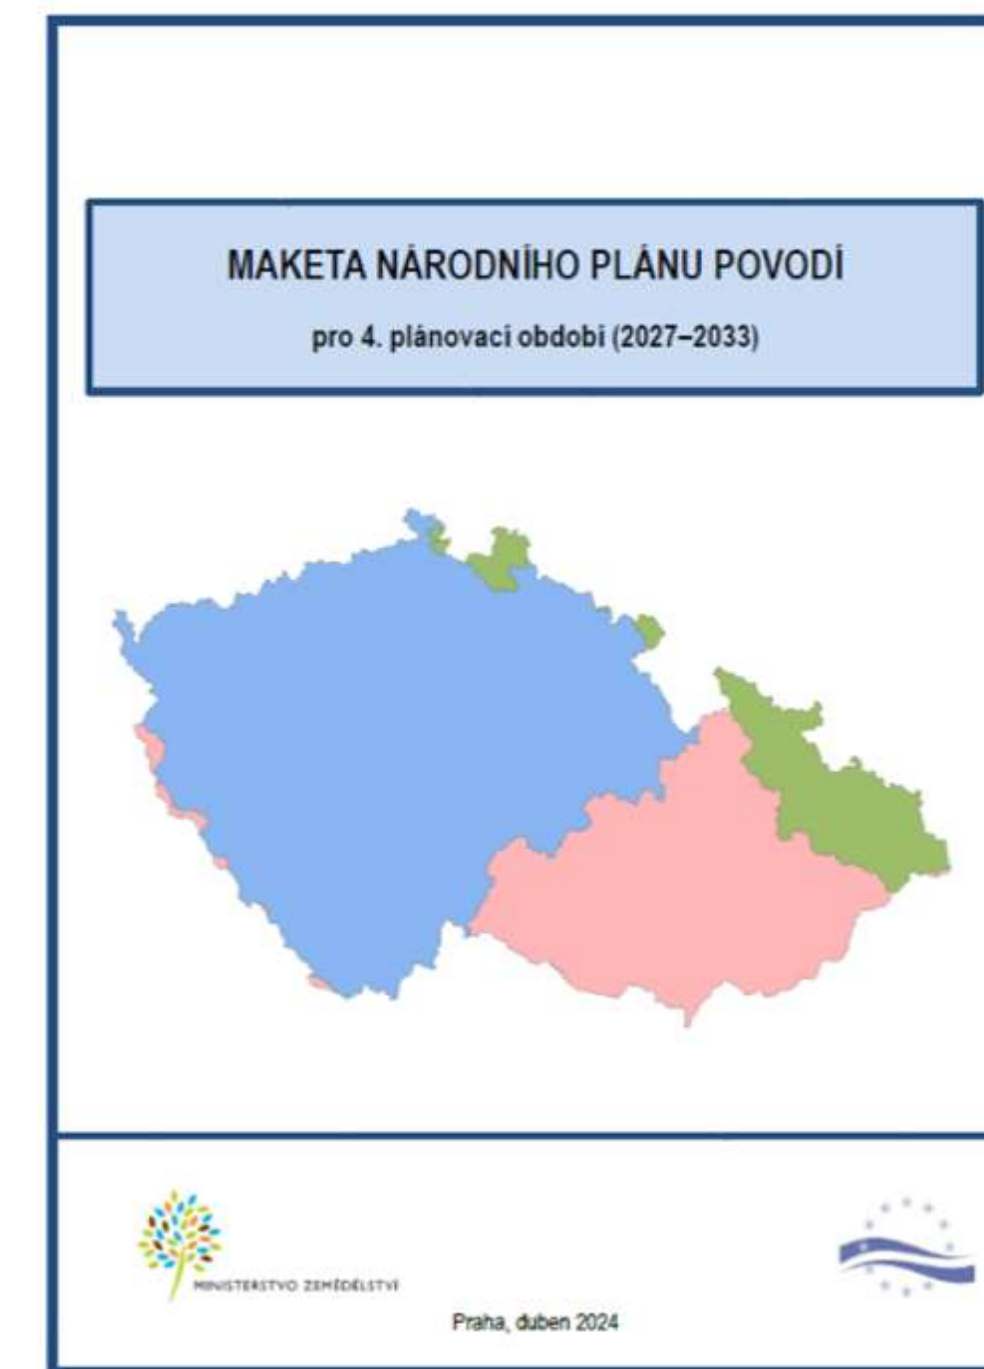 MAKETA NÁRODNÍHO PLÁNU POVODÍ
pro 4. plánovací období (2027–2033)
MINISTERSTVO ZEMĚDĚLSTVÍ
Praha, duben 2024